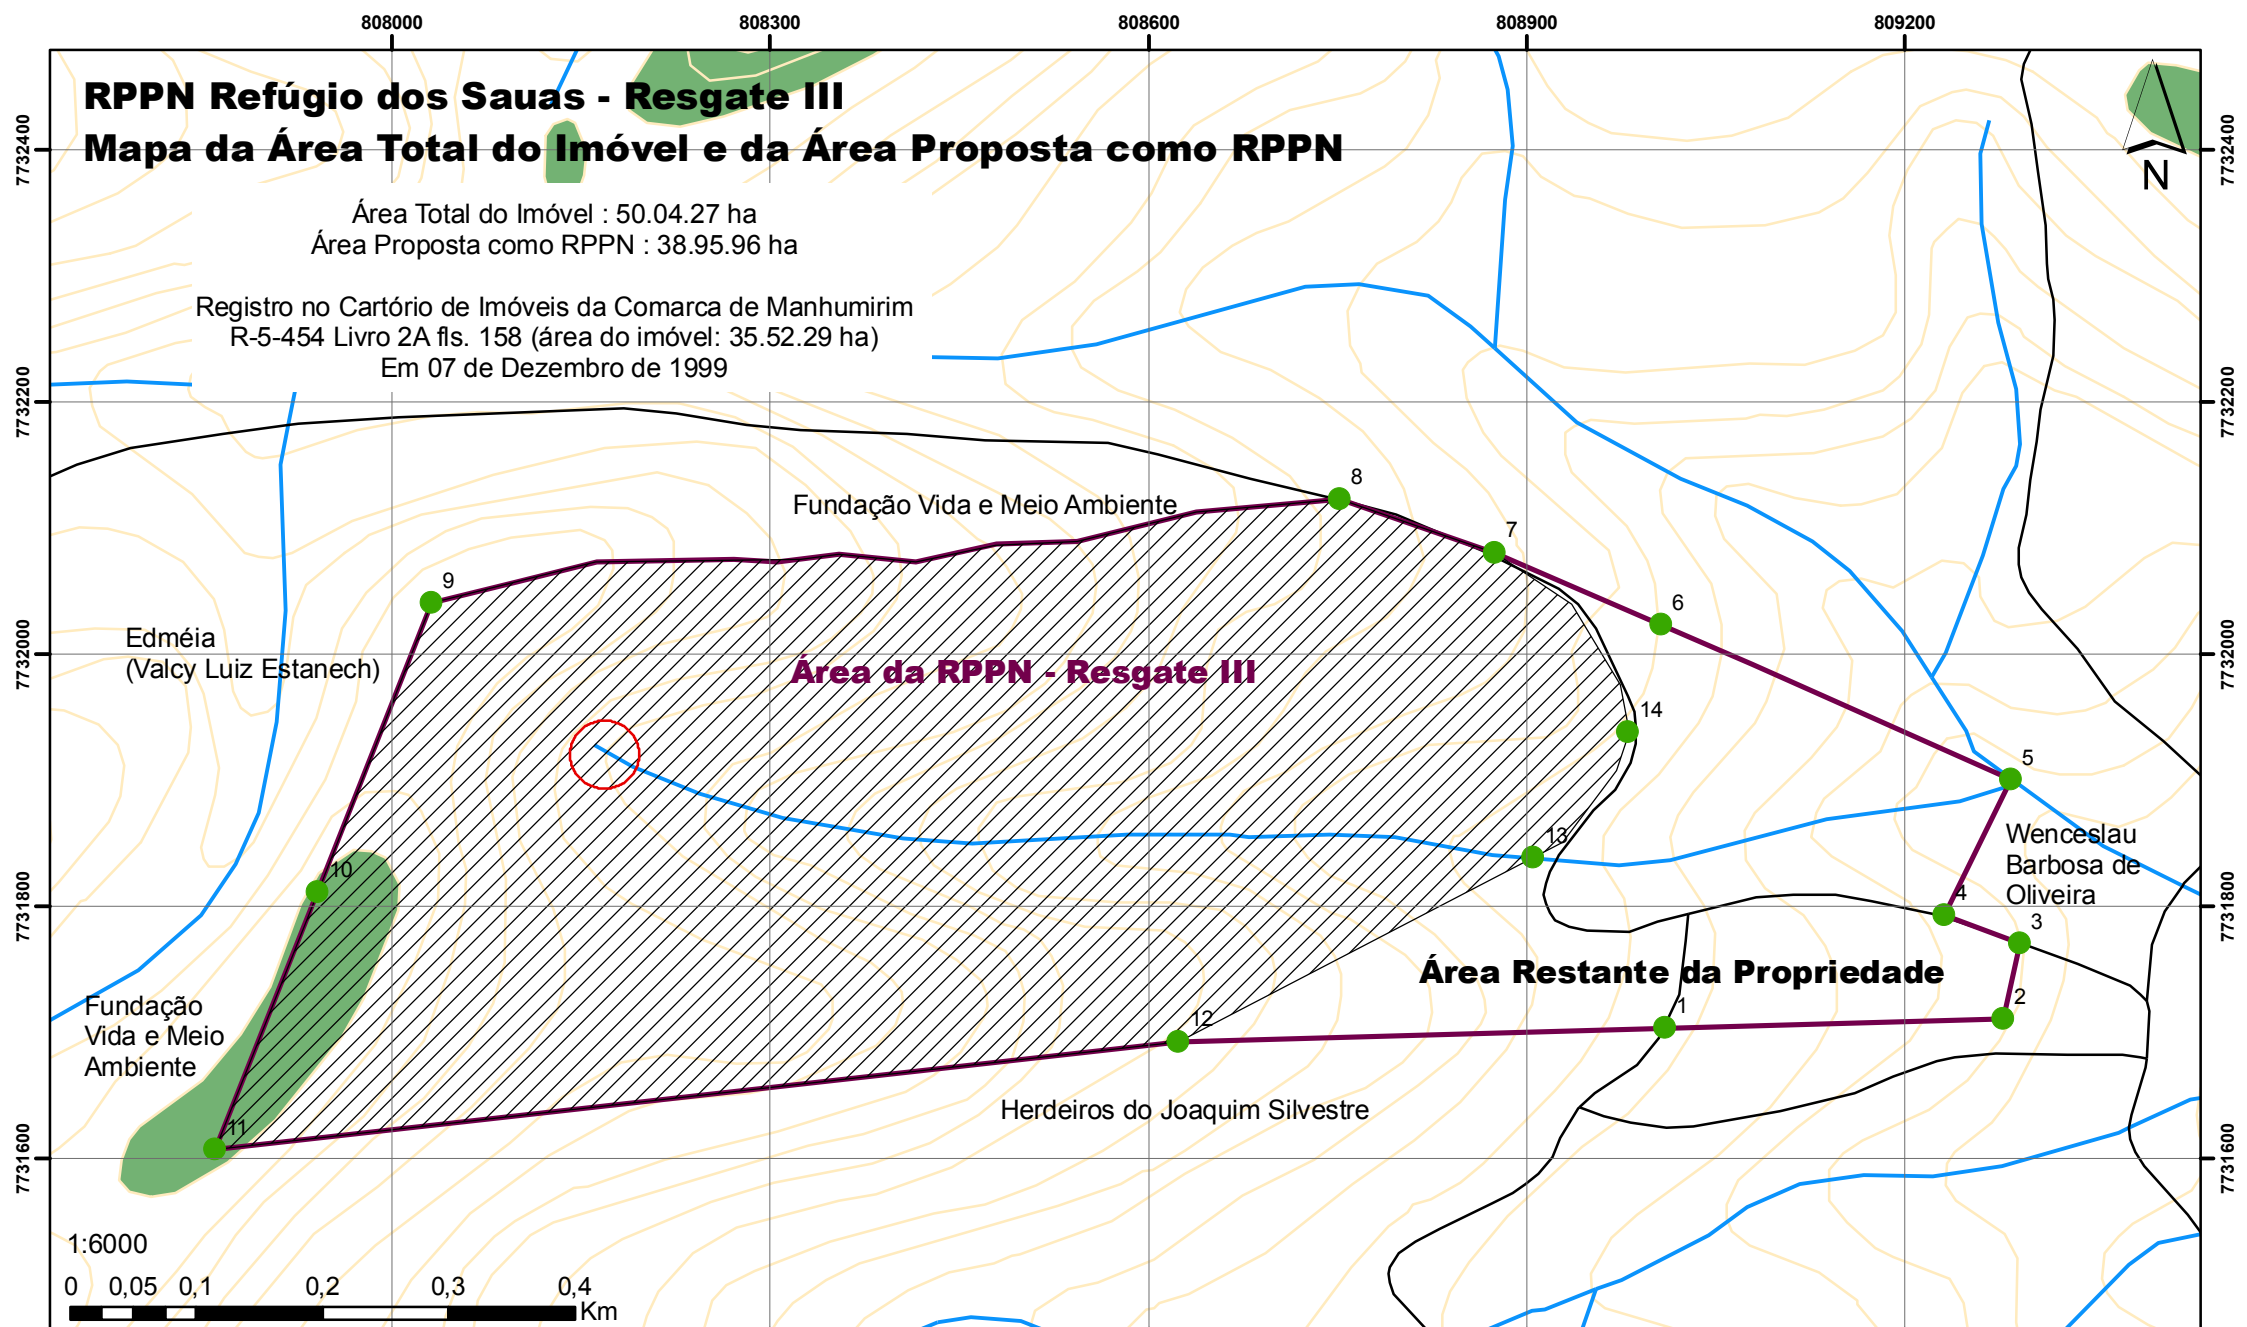 808000 808300 808600 808900 809200
RPPN Refúgio dos Sauas - Resgate III
Mapa da Área Total do Imóvel e da Área Proposta como RPPN
7732400 7732400
N
Área Total do Imóvel : 50.04.27 ha
Área Proposta como RPPN : 38.95.96 ha
Registro no Cartório de Imóveis da Comarca de Manhumirim
R-5-454 Livro 2A fls. 158 (área do imóvel: 35.52.29 ha)
Em 07 de Dezembro de 1999
7732200 7732200
8
Fundação Vida e Meio Ambiente
7
9
6
Edméia
(Valcy Luiz Estanech)
7732000 7732000
Área da RPPN - Resgate III
14
5
13
Wenceslau
Barbosa de
Oliveira
10
4
7731800 7731800
3
Área Restante da Propriedade
2
1
12
Fundação
Vida e Meio
Ambiente
Herdeiros do Joaquim Silvestre
11
7731600 7731600
1:6000
0 0,05 0,1 0,2 0,3 0,4
Km